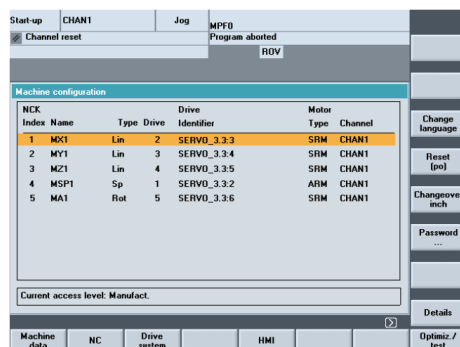 Start-up CHAN1 Jog MPF0
Channel reset Program aborted
ROV
Machine configuration
NCK Drive Motor
Index Name Type Drive Identifier Type Channel
1 MX1 Lin 2 SERVO_3.3:3 SRM CHAN1
2 MY1 Lin 3 SERVO_3.3:4 SRM CHAN1
3 MZ1 Lin 4 SERVO_3.3:5 SRM CHAN1
4 MSP1 Sp 1 SERVO_3.3:2 ARM CHAN1
5 MA1 Rot 5 SERVO_3.3:6 SRM CHAN1
Current access level: Manufact.
Change
language
Reset
(po)
Changeove
inch
Password
...
Details
Machine
data
NC
Drive
system
HMI
Optimiz./
test